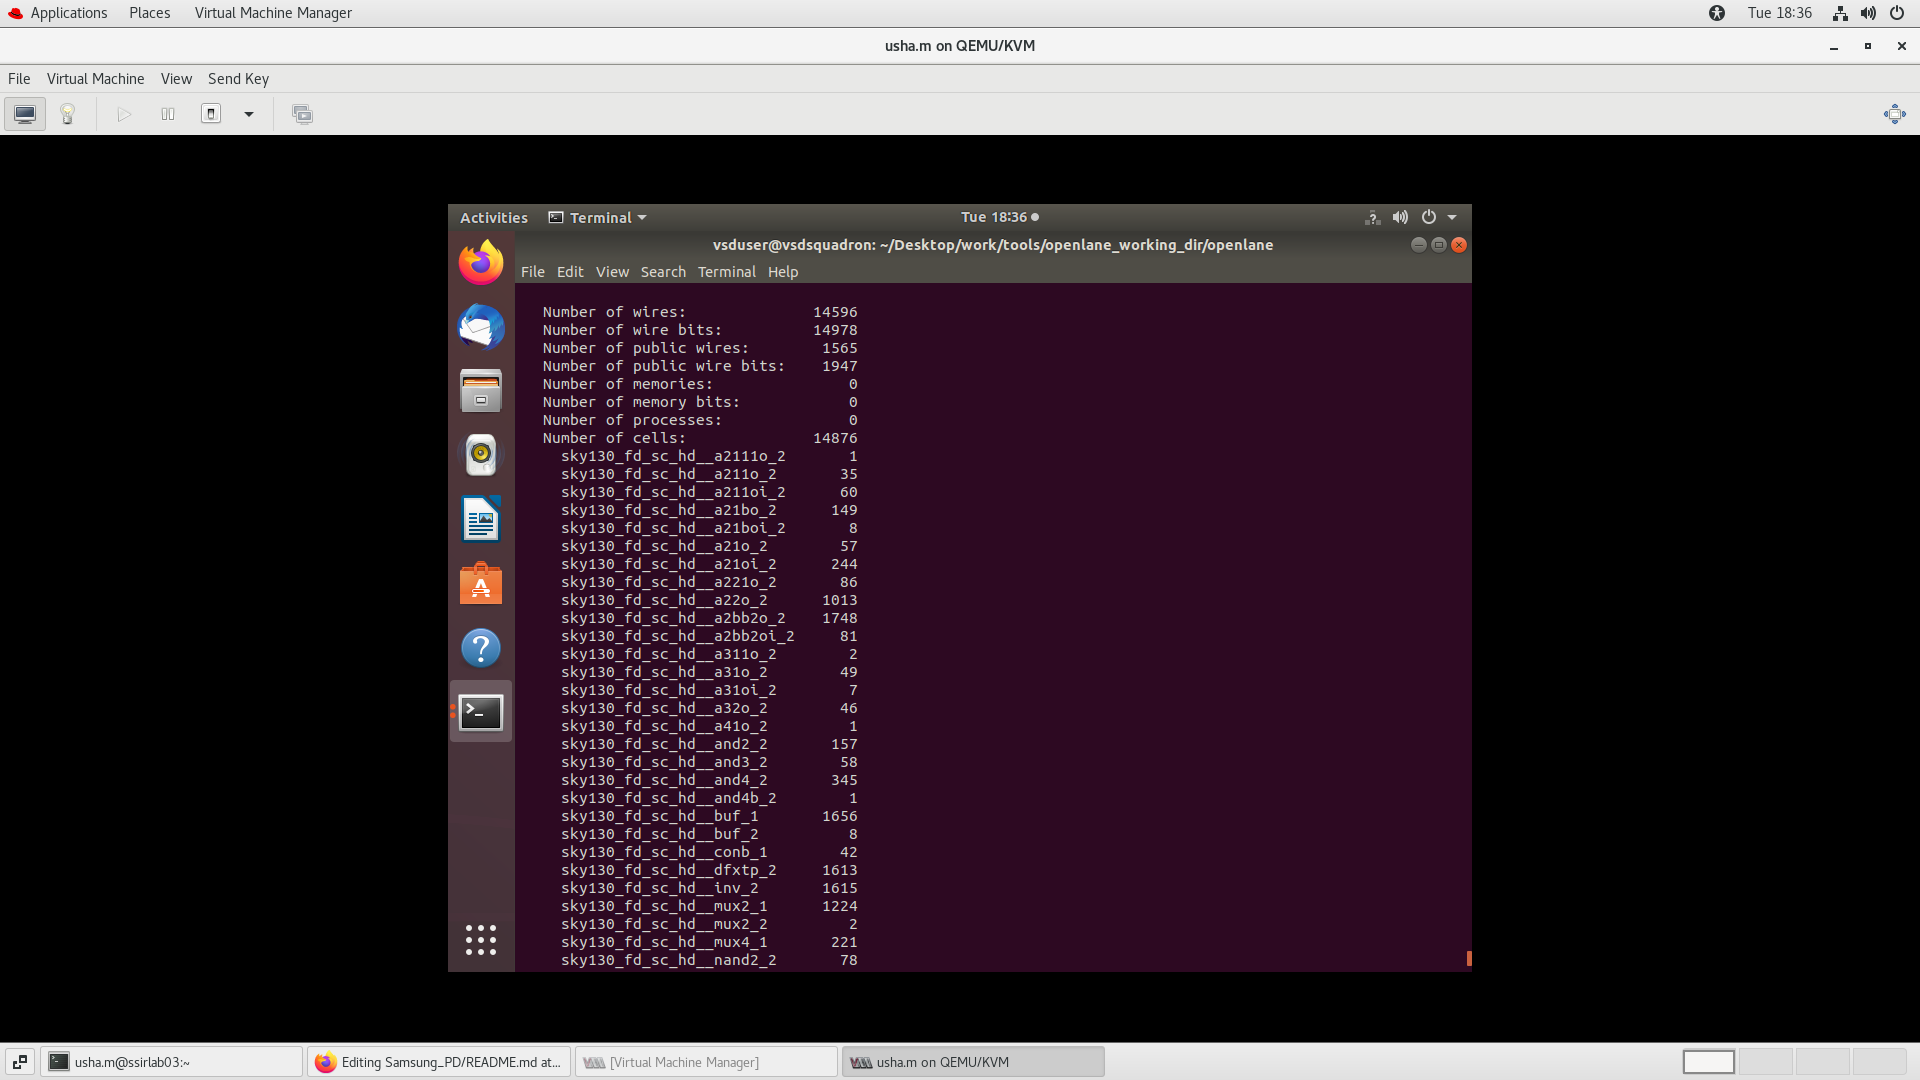 Applications Places Virtual Machine Manager Tue 18:36
usha.m on QEMU/KVM
File Virtual Machine View Send Key
Activities Terminal Tue 18:36
vsduser@vsdsquadron: ~/Desktop/work/tools/openlane_working_dir/openlane
File Edit View Search Terminal Help
Number of wires: 14596
Number of wire bits: 14978
Number of public wires: 1565
Number of public wire bits: 1947
Number of memories: 0
Number of memory bits: 0
Number of processes: 0
Number of cells: 14876
sky130_fd_sc_hd__a2111o_2 1
sky130_fd_sc_hd__a211o_2 35
sky130_fd_sc_hd__a211oi_2 60
sky130_fd_sc_hd__a21bo_2 149
sky130_fd_sc_hd__a21boi_2 8
sky130_fd_sc_hd__a21o_2 57
sky130_fd_sc_hd__a21oi_2 244
sky130_fd_sc_hd__a221o_2 86
sky130_fd_sc_hd__a22o_2 1013
sky130_fd_sc_hd__a2bb2o_2 1748
sky130_fd_sc_hd__a2bb2oi_2 81
sky130_fd_sc_hd__a311o_2 2
sky130_fd_sc_hd__a31o_2 49
sky130_fd_sc_hd__a31oi_2 7
sky130_fd_sc_hd__a32o_2 46
sky130_fd_sc_hd__a41o_2 1
sky130_fd_sc_hd__and2_2 157
sky130_fd_sc_hd__and3_2 58
sky130_fd_sc_hd__and4_2 345
sky130_fd_sc_hd__and4b_2 1
sky130_fd_sc_hd__buf_1 1656
sky130_fd_sc_hd__buf_2 8
sky130_fd_sc_hd__conb_1 42
sky130_fd_sc_hd__dfxtp_2 1613
sky130_fd_sc_hd__inv_2 1615
sky130_fd_sc_hd__mux2_1 1224
sky130_fd_sc_hd__mux2_2 2
sky130_fd_sc_hd__mux4_1 221
sky130_fd_sc_hd__nand2_2 78
usha.m@ssirlab03:~ Editing Samsung_PD/README.md at... [Virtual Machine Manager] usha.m on QEMU/KVM